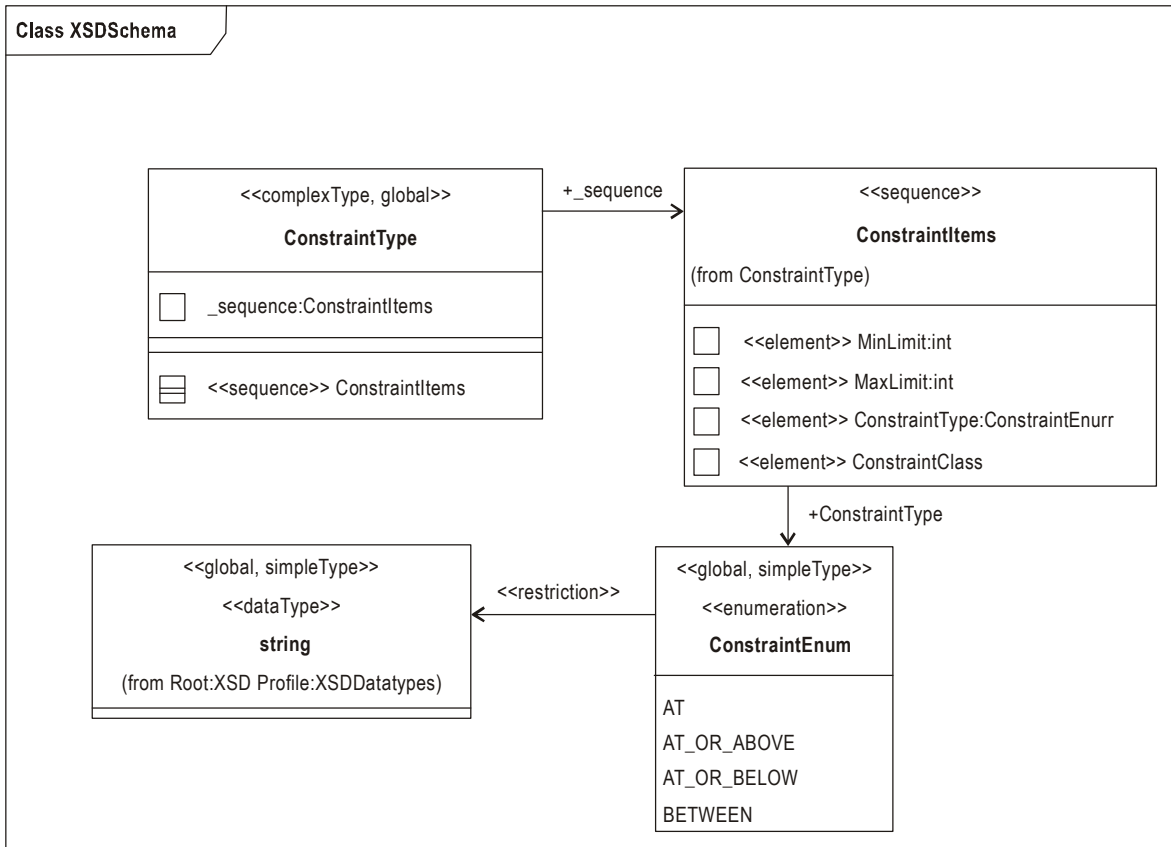 Class XSDSchema
<<complexType, global>>
ConstraintType
_sequence:ConstraintItems
<<sequence>> ConstraintItems
+_sequence
<<sequence>>
ConstraintItems
(from ConstraintType)
<<element>> MinLimit:int
<<element>> MaxLimit:int
<<element>> ConstraintType:ConstraintEnurr
<<element>> ConstraintClass
+ConstraintType
<<global, simpleType>>
<<dataType>>
string
(from Root:XSD Profile:XSDDatatypes)
<<restriction>>
<<global, simpleType>>
<<enumeration>>
ConstraintEnum
AT
AT_OR_ABOVE
AT_OR_BELOW
BETWEEN